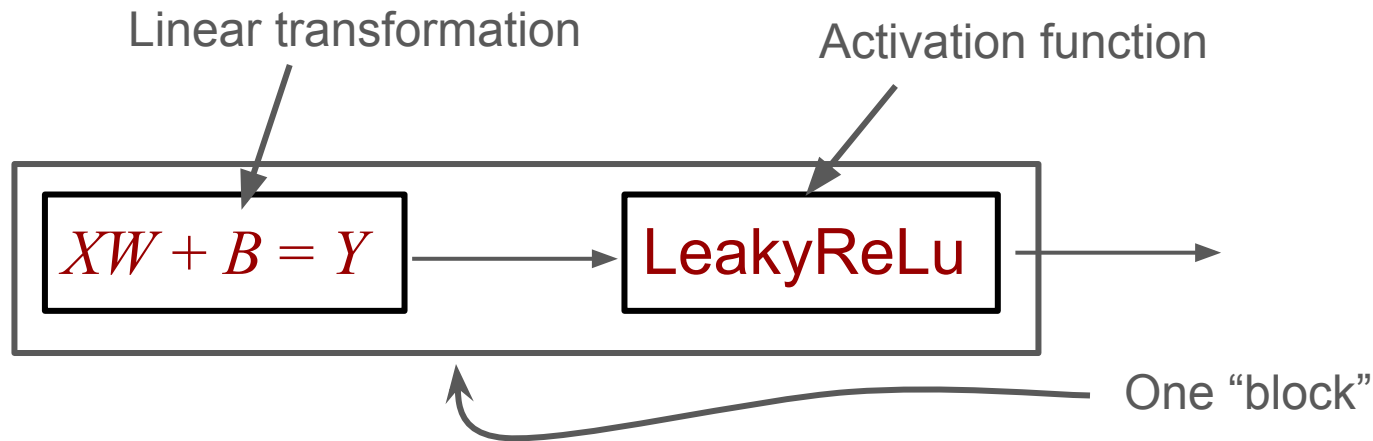 Linear transformation
Activation function
XW + B = Y
LeakyReLu
One “block”